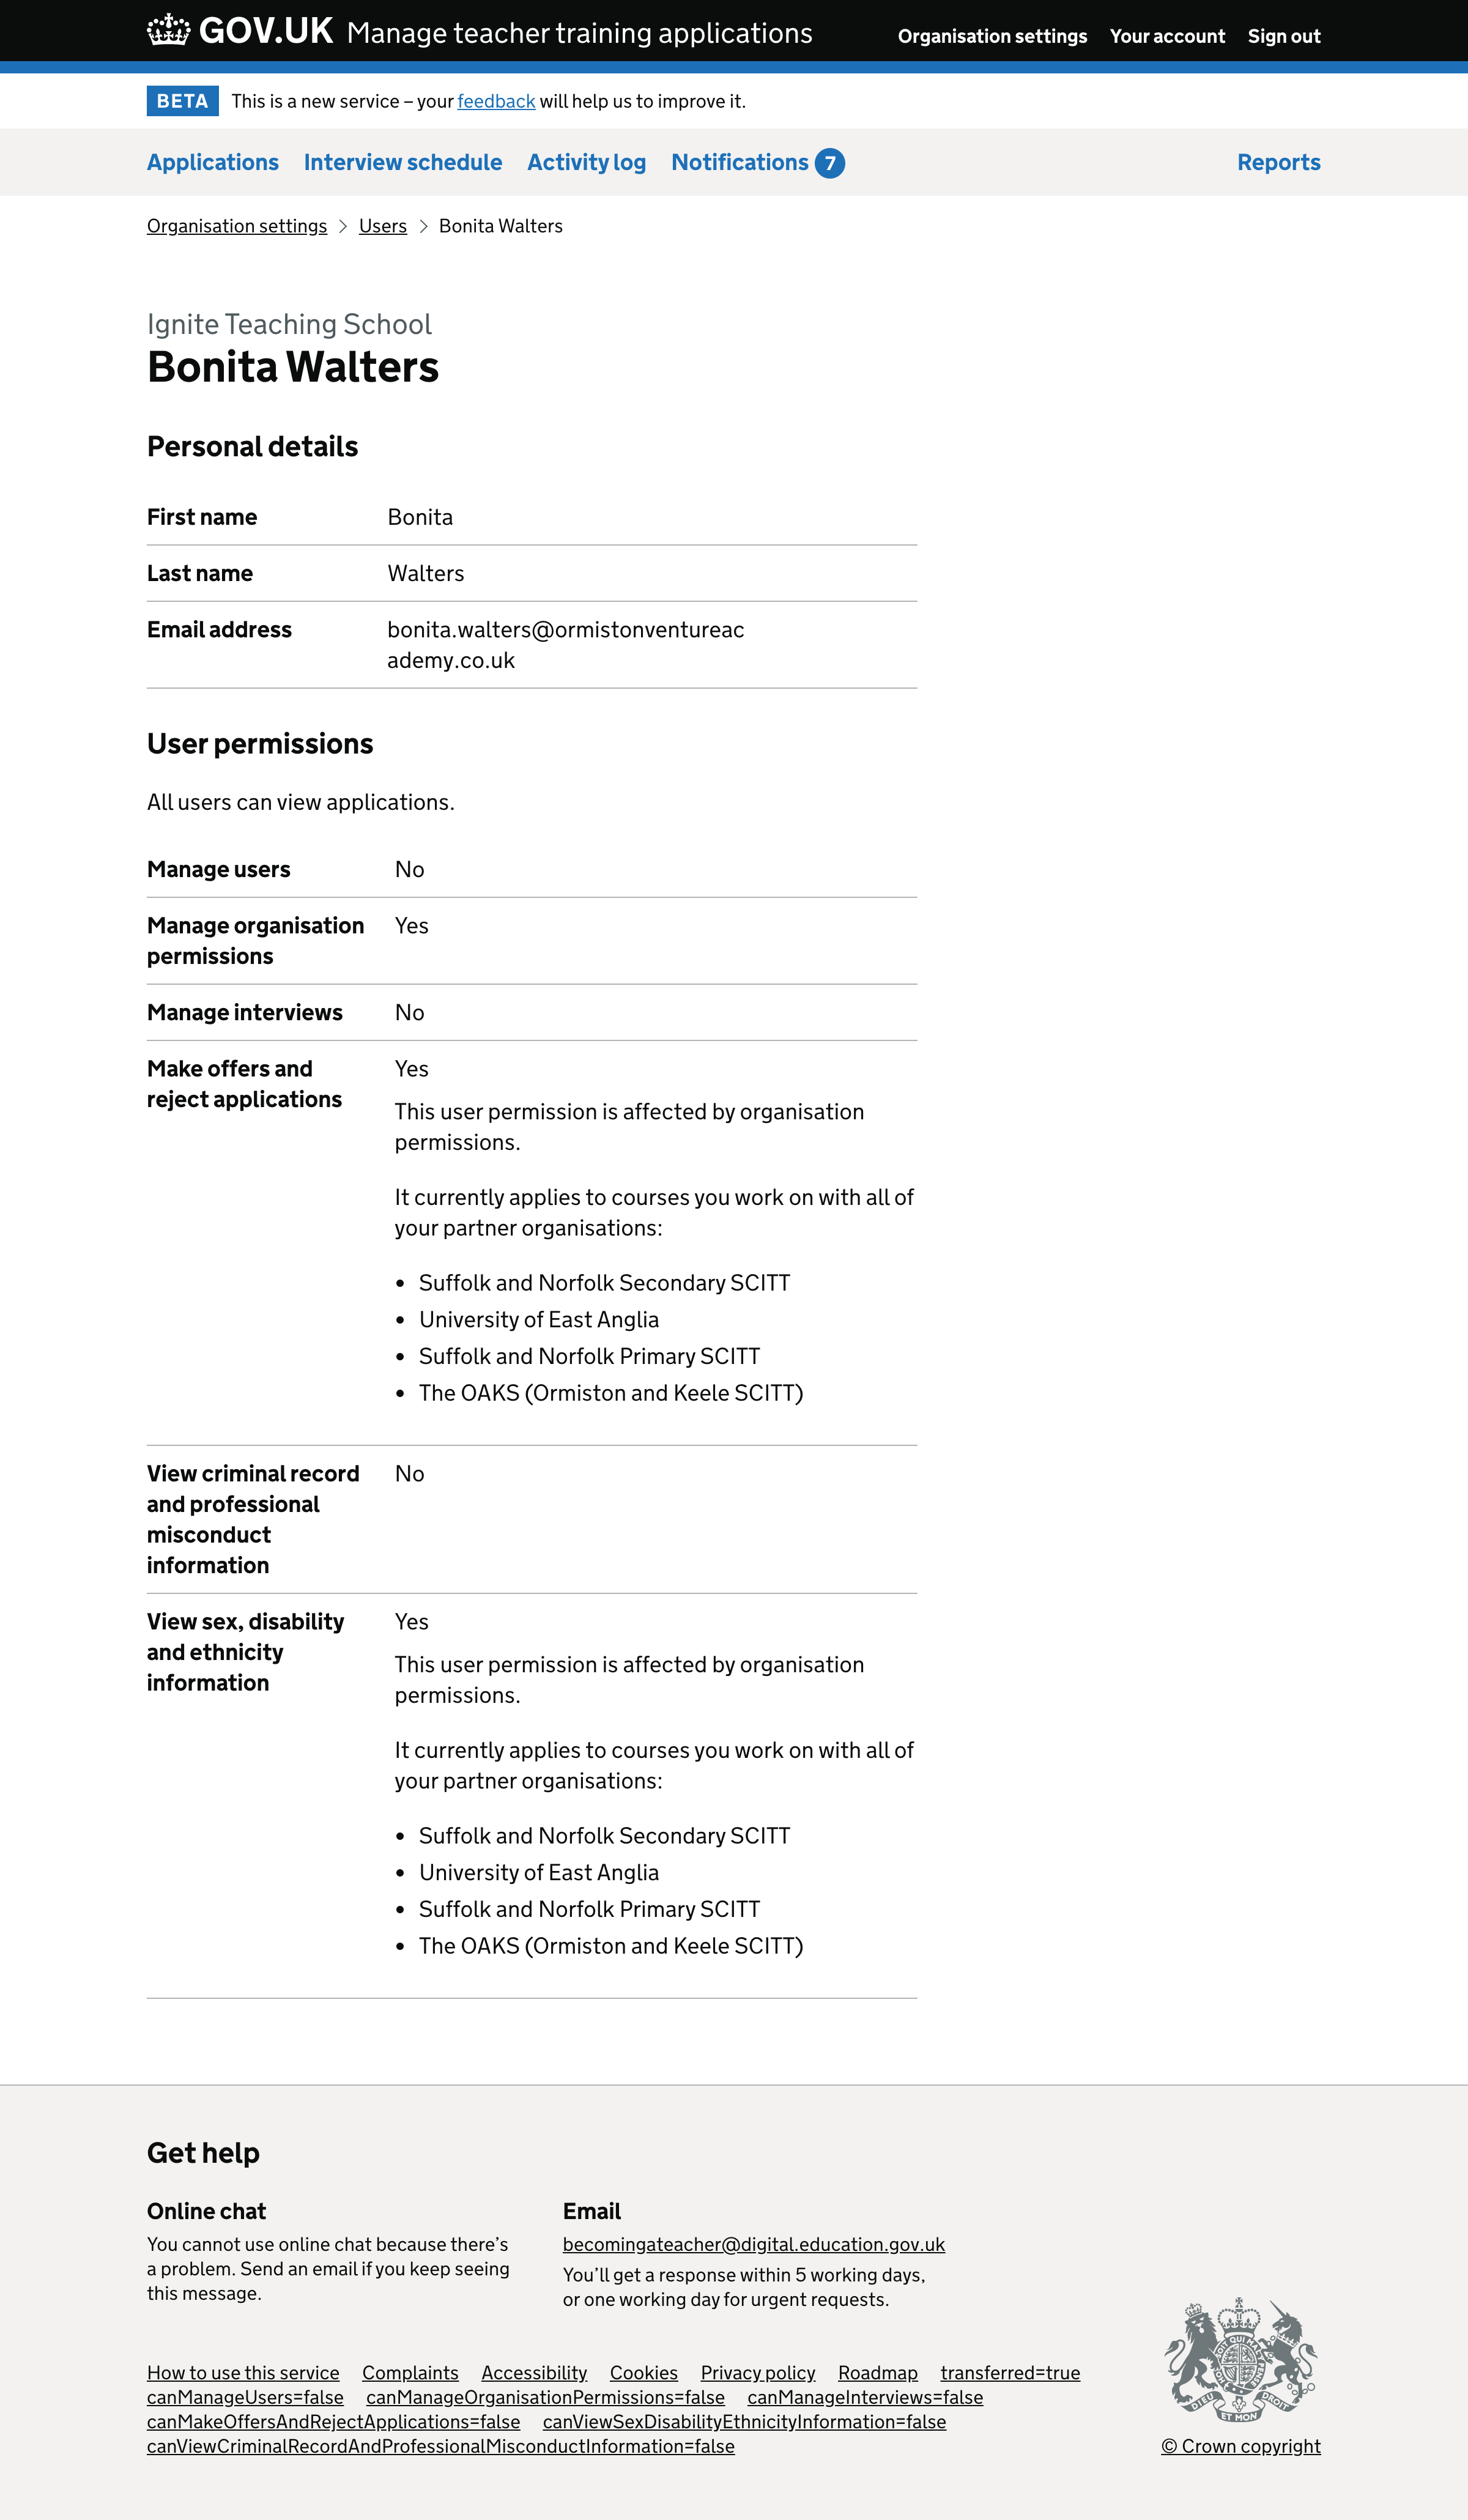 GOV.UK Manage teacher training applications Organisation settings Your account Sign out
BETA This is a new service – your feedback will help us to improve it.
Applications Interview schedule Activity log Notifications 7 Reports
Organisation settings Users Bonita Walters
Ignite Teaching School
Bonita Walters
Personal details
First name Bonita
Last name Walters
Email address bonita.walters@ormistonventureac
ademy.co.uk
User permissions
All users can view applications.
Manage users No
Manage organisation Yes
permissions
Manage interviews No
Make offers and Yes
reject applications
This user permission is affected by organisation
permissions.
It currently applies to courses you work on with all of
your partner organisations:
• Suffolk and Norfolk Secondary SCITT
• University of East Anglia
• Suffolk and Norfolk Primary SCITT
• The OAKS (Ormiston and Keele SCITT)
View criminal record No
and professional
misconduct
information
View sex, disability Yes
and ethnicity
information
This user permission is affected by organisation
permissions.
It currently applies to courses you work on with all of
your partner organisations:
• Suffolk and Norfolk Secondary SCITT
• University of East Anglia
• Suffolk and Norfolk Primary SCITT
• The OAKS (Ormiston and Keele SCITT)
Get help
Online chat
You cannot use online chat because there’s
a problem. Send an email if you keep seeing
this message.
Email
becomingateacher@digital.education.gov.uk
You’ll get a response within 5 working days,
or one working day for urgent requests.
How to use this service Complaints Accessibility Cookies Privacy policy Roadmap transferred=true
canManageUsers=false canManageOrganisationPermissions=false canManageInterviews=false
canMakeOffersAndRejectApplications=false canViewSexDisabilityEthnicityInformation=false
canViewCriminalRecordAndProfessionalMisconductInformation=false
DIEU ET MON DROIT
© Crown copyright